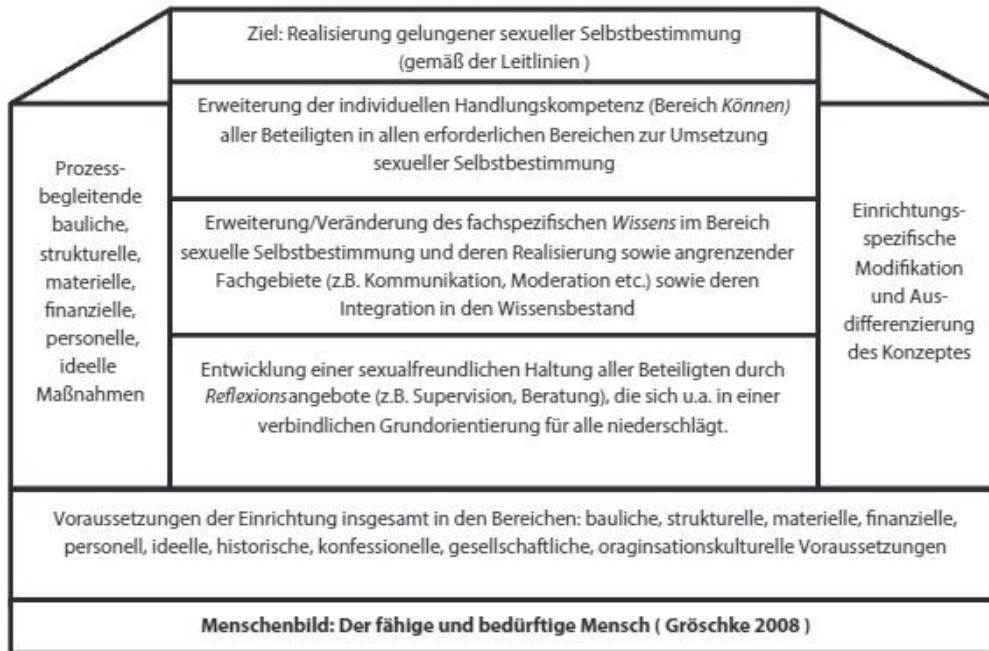 Ziel: Realisierung gelungener sexueller Selbstbestimmung
(gemäß der Leitlinien )
Erweiterung der individuellen Handlungskompetenz (Bereich Können)
aller Beteiligten in allen erforderlichen Bereichen zur Umsetzung
sexueller Selbstbestimmung
Prozess-
begleitende
bauliche,
strukturelle,
materielle,
finanzielle,
personelle,
ideelle
Maßnahmen
Erweiterung/Veränderung des fachspezifischen Wissens im Bereich
sexuelle Selbstbestimmung und deren Realisierung sowie angrenzender
Fachgebiete (z.B. Kommunikation, Moderation etc.) sowie deren
Integration in den Wissensbestand
Entwicklung einer sexualfreundlichen Haltung aller Beteiligten durch
Reflexionsangebote (z.B. Supervision, Beratung), die sich u.a. in einer
verbindlichen Grundorientierung für alle niederschlägt.
Einrichtungs-
spezifische
Modifikation
und Aus-
differenzierung
des Konzeptes
Voraussetzungen der Einrichtung insgesamt in den Bereichen: bauliche, strukturelle, materielle, finanzielle,
personell, ideelle, historische, konfessionelle, gesellschaftliche, oraginsationskulturelle Voraussetzungen
Menschenbild: Der fähige und bedürftige Mensch ( Gröschke 2008 )